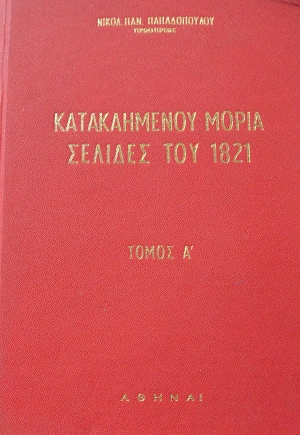 ΝΙΚΟΛ. ΠΑΝ. ΠΑΠΑΔΟΠΟΥΛΟΥ
ΚΑΤΑΚΑΗΜΕΝΟΥ ΜΟΡΙΑ
ΣΕΛΙΔΕΣ ΤΟΥ 1821
ΤΟΜΟΣ Α'
ΑΘΗΝΑΙ